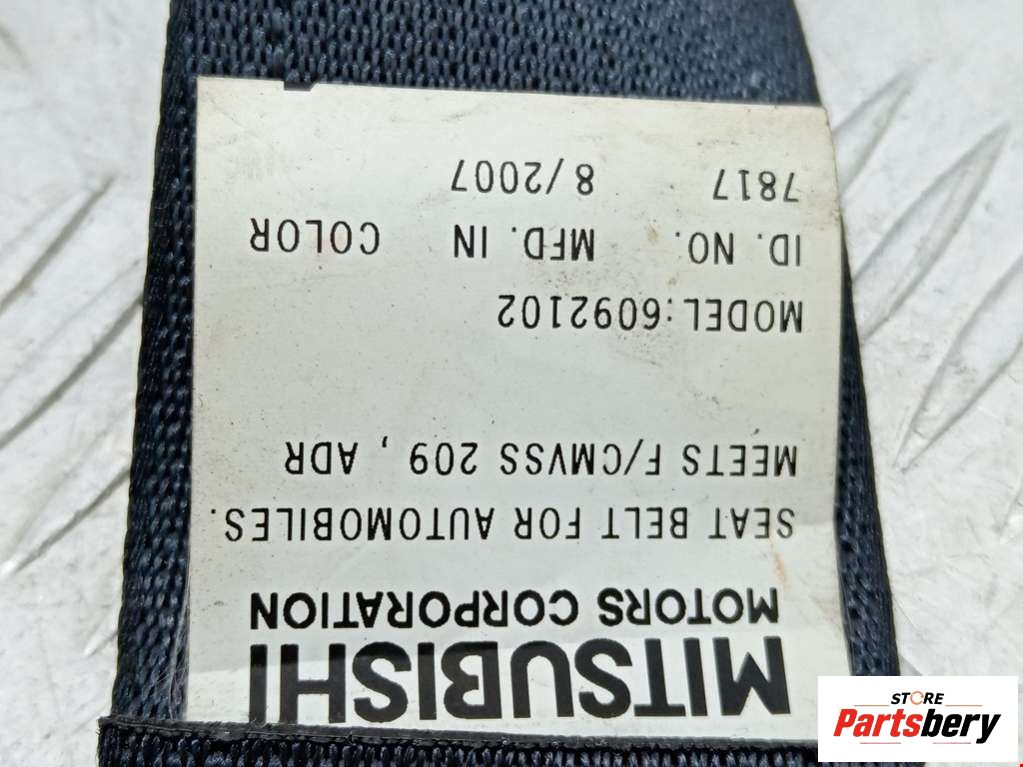 MITSUBISHI
MOTORS CORPORATION
SEAT BELT FOR AUTOMOBILES.
MEETS F/CMVSS 209 , ADR
MODEL:6092102
ID. NO. MFD. IN COLOR
7817 8/2007
STORE
Partsbery